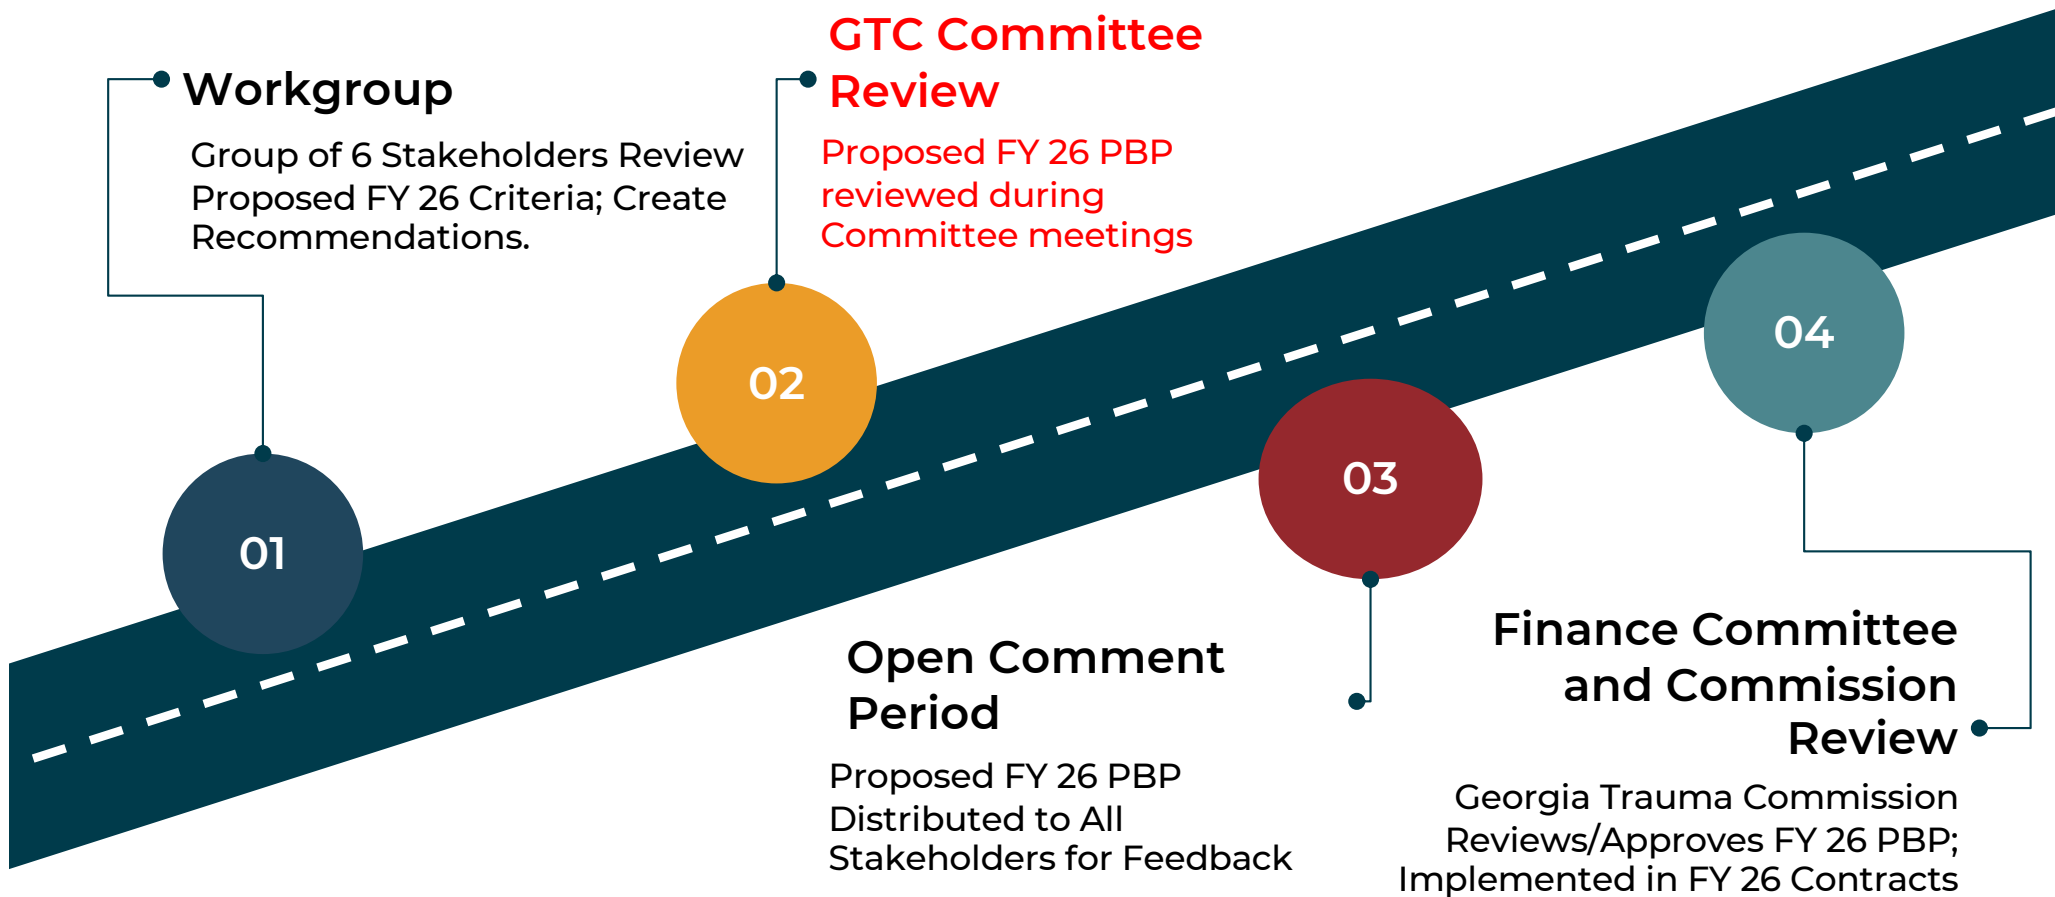 Workgroup
Group of 6 Stakeholders Review
Proposed FY 26 Criteria; Create
Recommendations.
01
GTC Committee
Review
Proposed FY 26 PBP
reviewed during
Committee meetings
02
03
Open Comment
Period
Proposed FY 26 PBP
Distributed to All
Stakeholders for Feedback
04
Finance Committee
and Commission
Review
Georgia Trauma Commission
Reviews/Approves FY 26 PBP;
Implemented in FY 26 Contracts